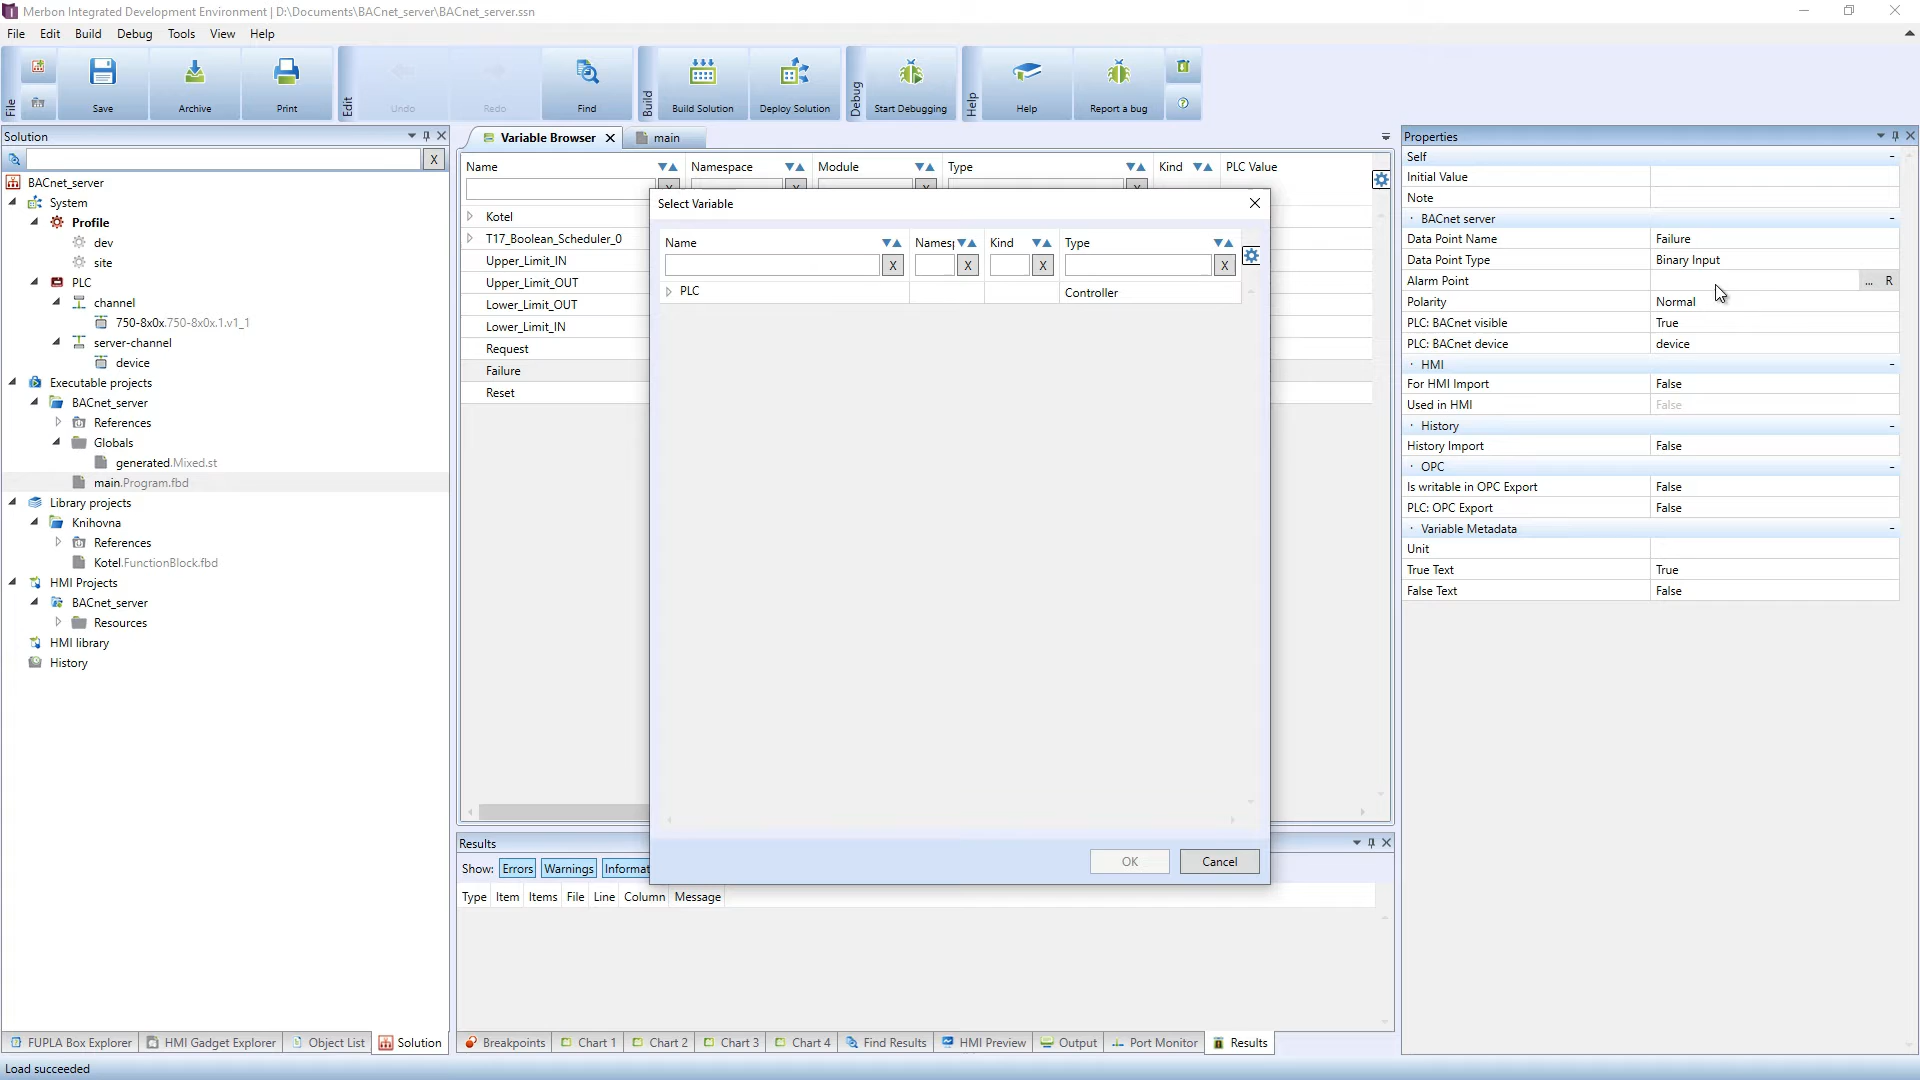 Merbon Integrated Development Environment | D:\Documents\BACnet_server\BACnet_server.ssn
File Edit Build Debug Tools View Help
File Save Archive Print Edit Undo Redo Find Build Build Solution Deploy Solution Debug Start Debugging Help Help Report a bug
Solution
X
BACnet_server
System
Profile
dev
site
PLC
channel
750-8x0x.750-8x0x.1.v1_1
server-channel
device
Executable projects
BACnet_server
References
Globals
generated.Mixed.st
main.Program.fbd
Library projects
Knihovna
References
Kotel.FunctionBlock.fbd
HMI Projects
BACnet_server
Resources
HMI library
History
FUPLA Box Explorer HMI Gadget Explorer Object List Solution
Variable Browser main
Name Namespace Module Type Kind PLC Value
Kotel
T17_Boolean_Scheduler_0
Upper_Limit_IN
Upper_Limit_OUT
Lower_Limit_OUT
Lower_Limit_IN
Request
Failure
Reset
Select Variable
Name Namesp Kind Type
X X X X
PLC Controller
OK Cancel
Results
Show: Errors Warnings Informat
Type Item Items File Line Column Message
Breakpoints Chart 1 Chart 2 Chart 3 Chart 4 Find Results HMI Preview Output Port Monitor Results
Properties
Self
Initial Value
Note
BACnet server
Data Point Name Failure
Data Point Type Binary Input
Alarm Point ... R
Polarity Normal
PLC: BACnet visible True
PLC: BACnet device device
HMI
For HMI Import False
Used in HMI False
History
History Import False
OPC
Is writable in OPC Export False
PLC: OPC Export False
Variable Metadata
Unit
True Text True
False Text False
Load succeeded